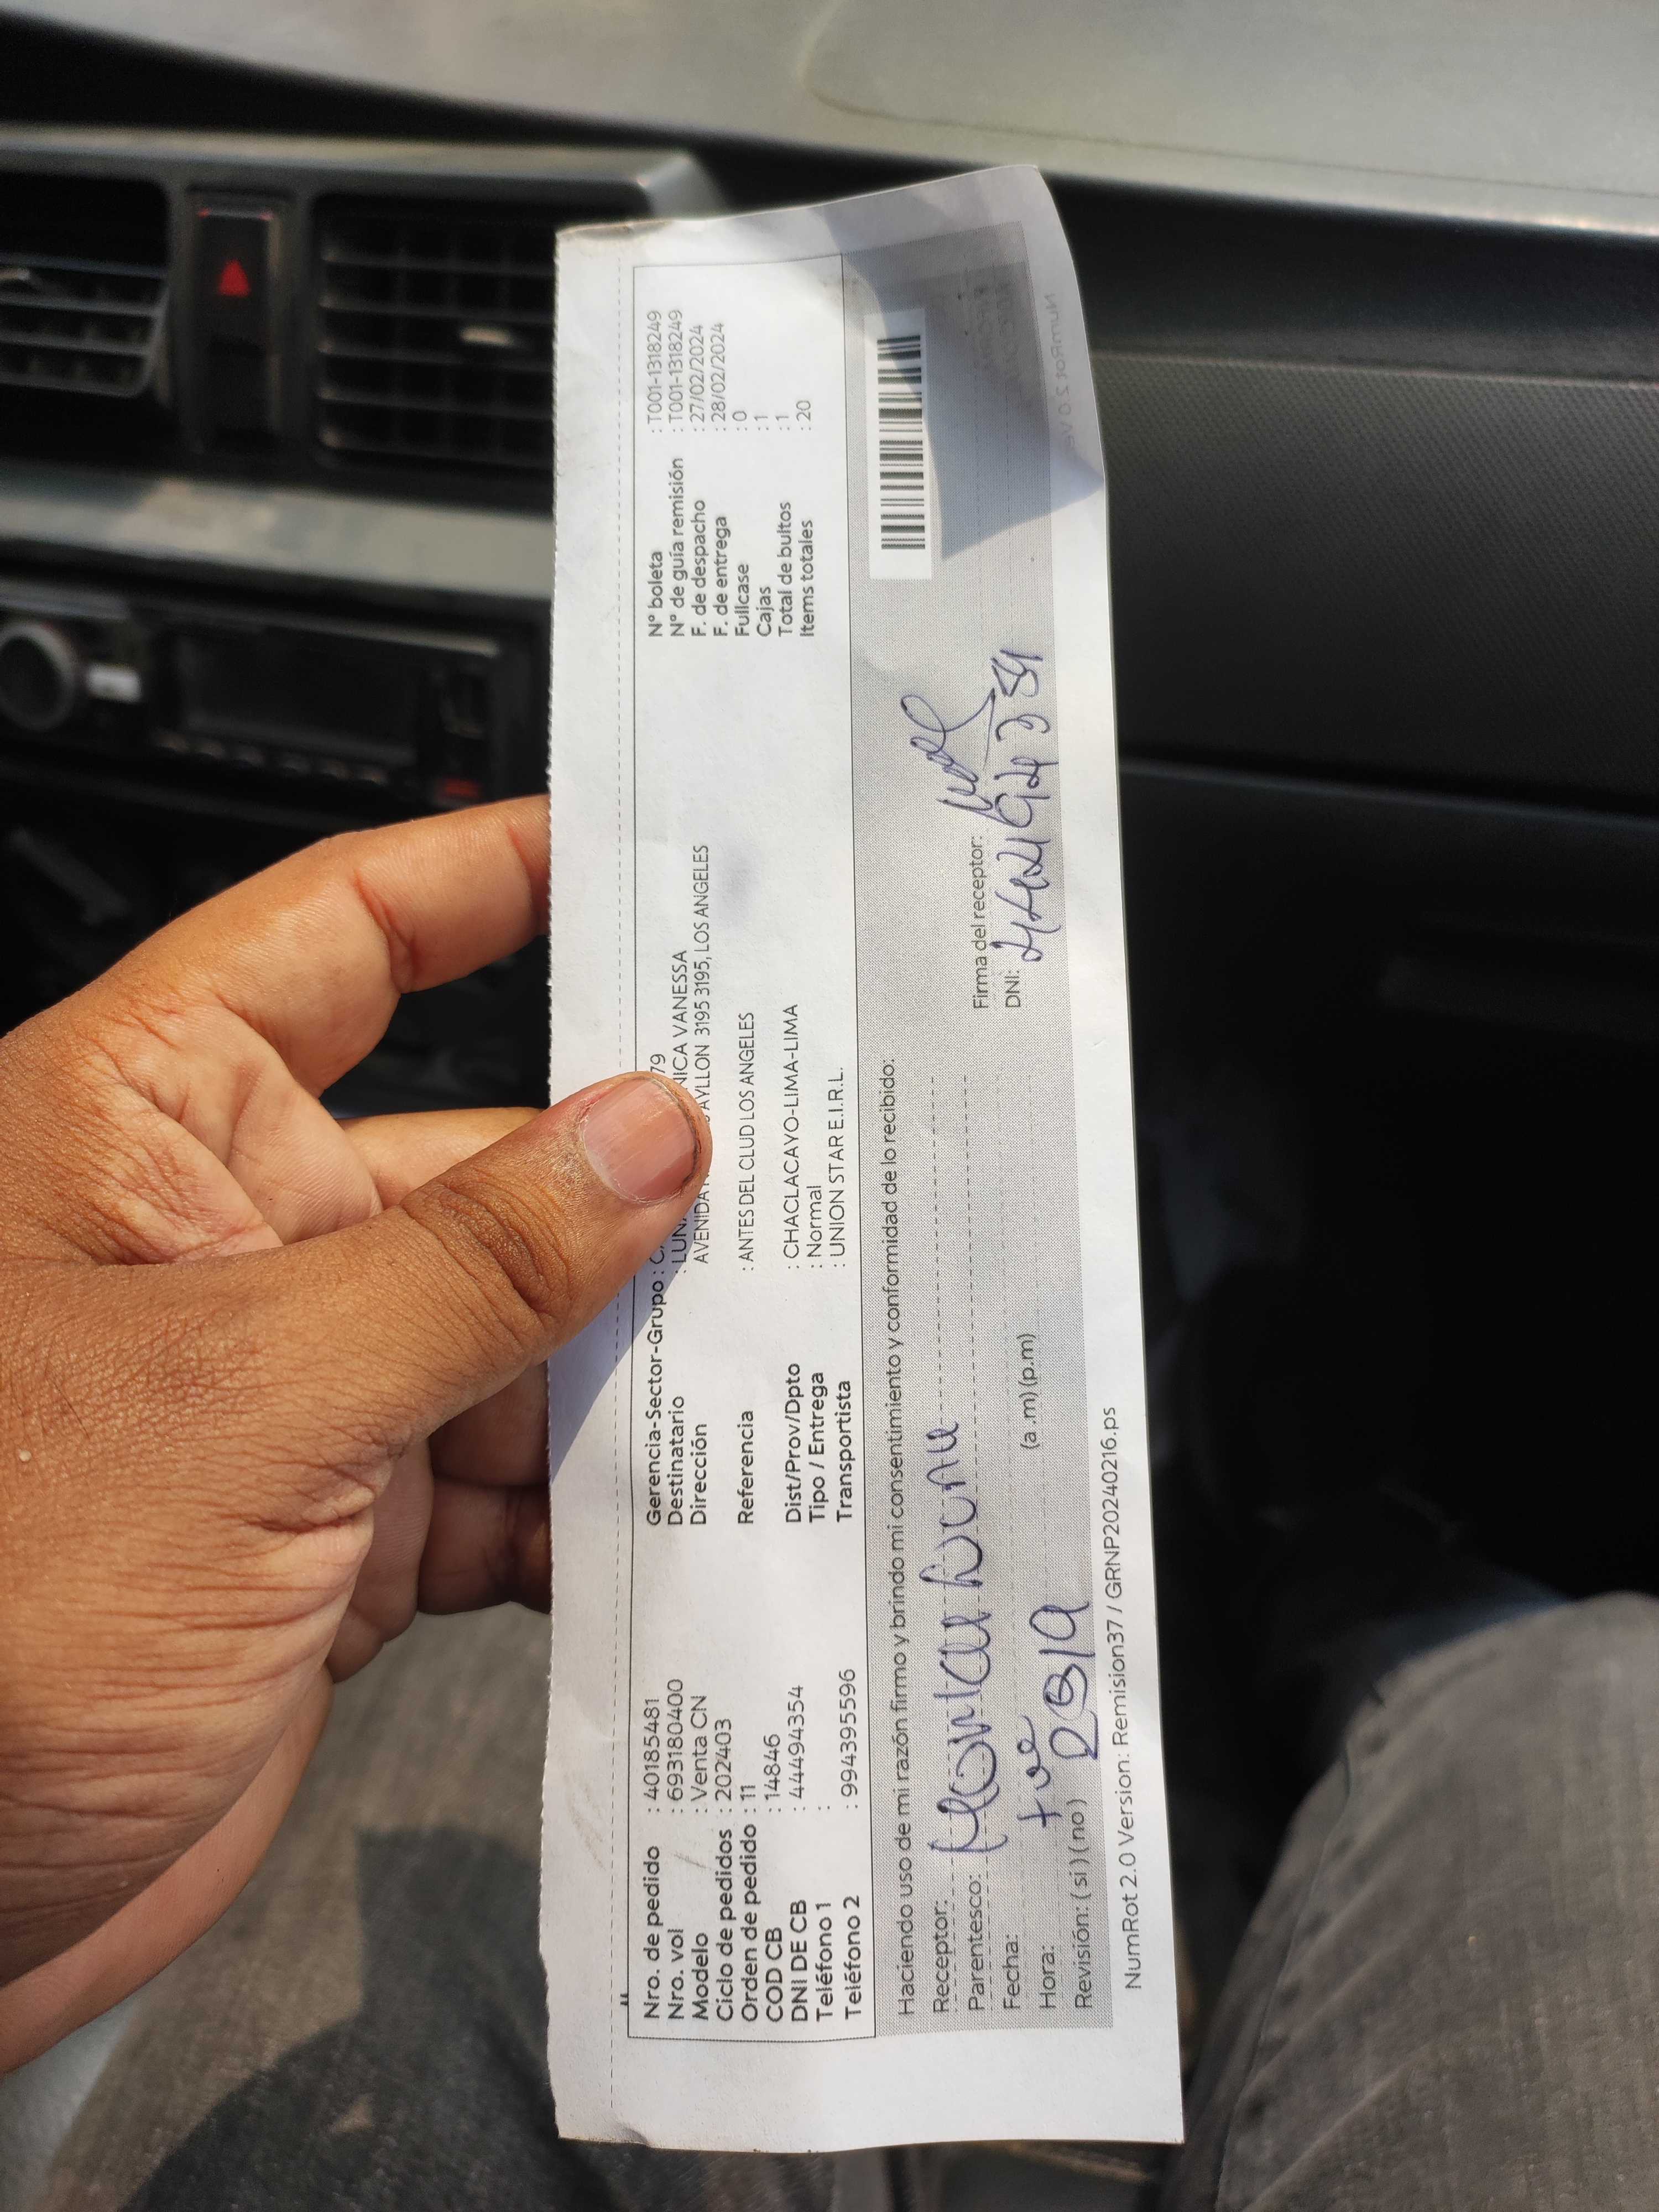 Nro. de pedido : 40185481
Nro. vol : 693180400
Modelo : Venta CN
Ciclo de pedidos : 202403
Orden de pedido : 11
COD CB : 14846
DNI DE CB : 44494354
Teléfono 1 :
Teléfono 2 : 994395596
Gerencia-Sector-Grupo : 79
Destinatario : VANESSA
Dirección AVENIDA AYLLON 3195 3195, LOS ANGELES
Referencia : ANTES DEL CLUD LOS ANGELES
Dist/Prov/Dpto : CHACLACAYO-LIMA-LIMA
Tipo / Entrega : Normal
Transportista : UNION STAR E.I.R.L.
N° boleta : T001-1318249
N° de guía remisión : T001-1318249
F. de despacho : 27/02/2024
F. de entrega : 28/02/2024
Fullcase : 0
Cajas : 1
Total de bultos : 1
Items totales : 20
Haciendo uso de mi razón firmo y brindo mi consentimiento y conformidad de lo recibido:
Receptor:
Parentesco:
Fecha:
Hora: (a .m) (p.m)
Revisión: ( si ) ( no )
Firma del receptor:
DNI:
NumRot 2.0 Version: Remision37 / GRNP20240216.ps